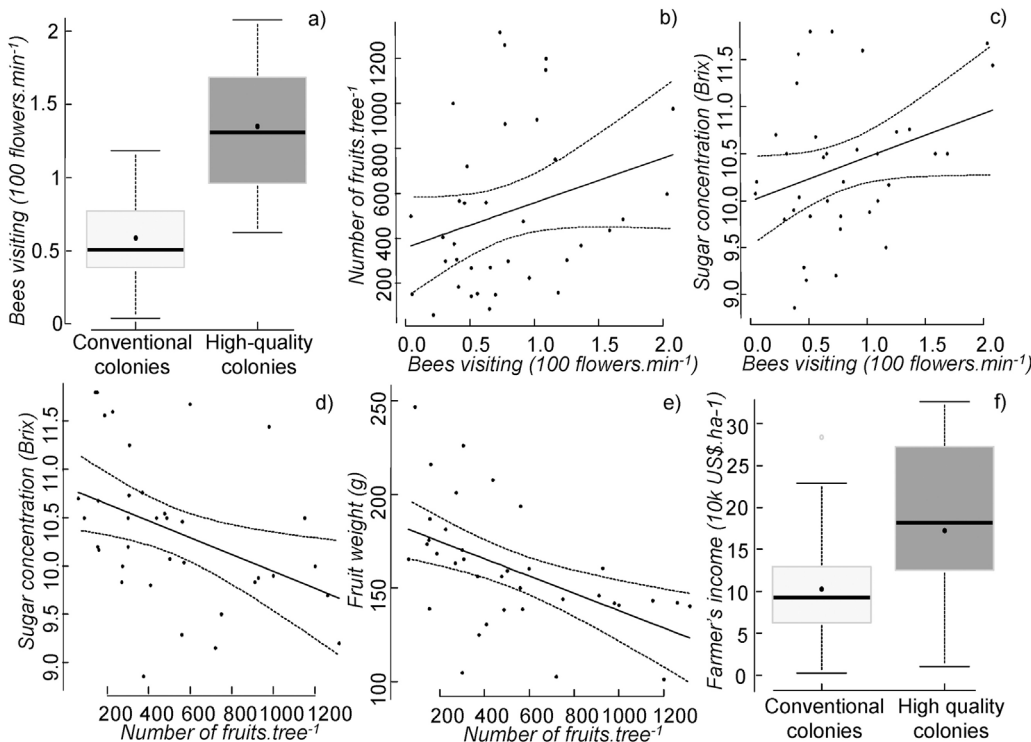 a)
Bees visiting (100 flowers.min-1)
2
1.5
1
0.5
0
Conventional
colonies
High-quality
colonies
b)
Number of fruits.tree-1
1200
1000
800
600
400
200
0.0 0.5 1.0 1.5 2.0
Bees visiting (100 flowers.min-1)
c)
Sugar concentration (Brix)
11.5
11.0
10.5
10.0
9.5
9.0
0.0 0.5 1.0 1.5 2.0
Bees visiting (100 flowers.min-1)
d)
Sugar concentration (Brix)
11.5
11.0
10.5
10.0
9.5
9.0
200 400 600 800 1000 1200
Number of fruits.tree-1
e)
Fruit weight (g)
250
200
150
100
200 400 600 800 1000 1200
Number of fruits.tree-1
f)
Farmer's income (10k US$.ha-1)
30
25
20
15
10
5
0
Conventional
colonies
High quality
colonies